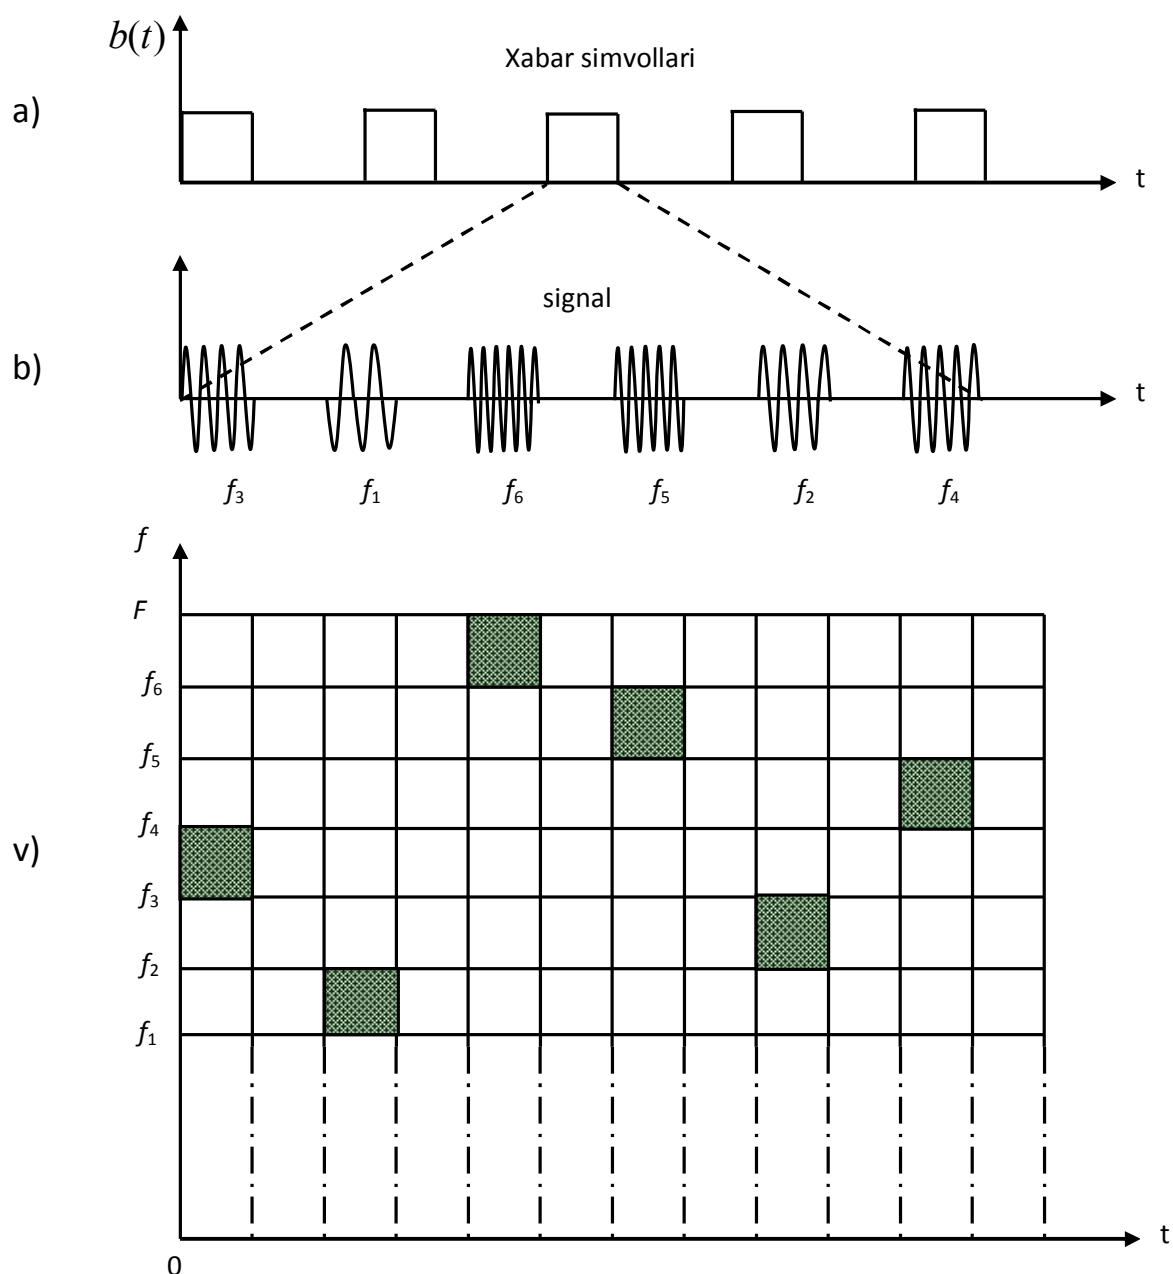 b(t)
Xabar simvollari
a)
t
signal
b)
t
f₃ f₁ f₆ f₅ f₂ f₄
f
F
f₆
f₅
f₄
v)
f₃
f₂
f₁
t
0